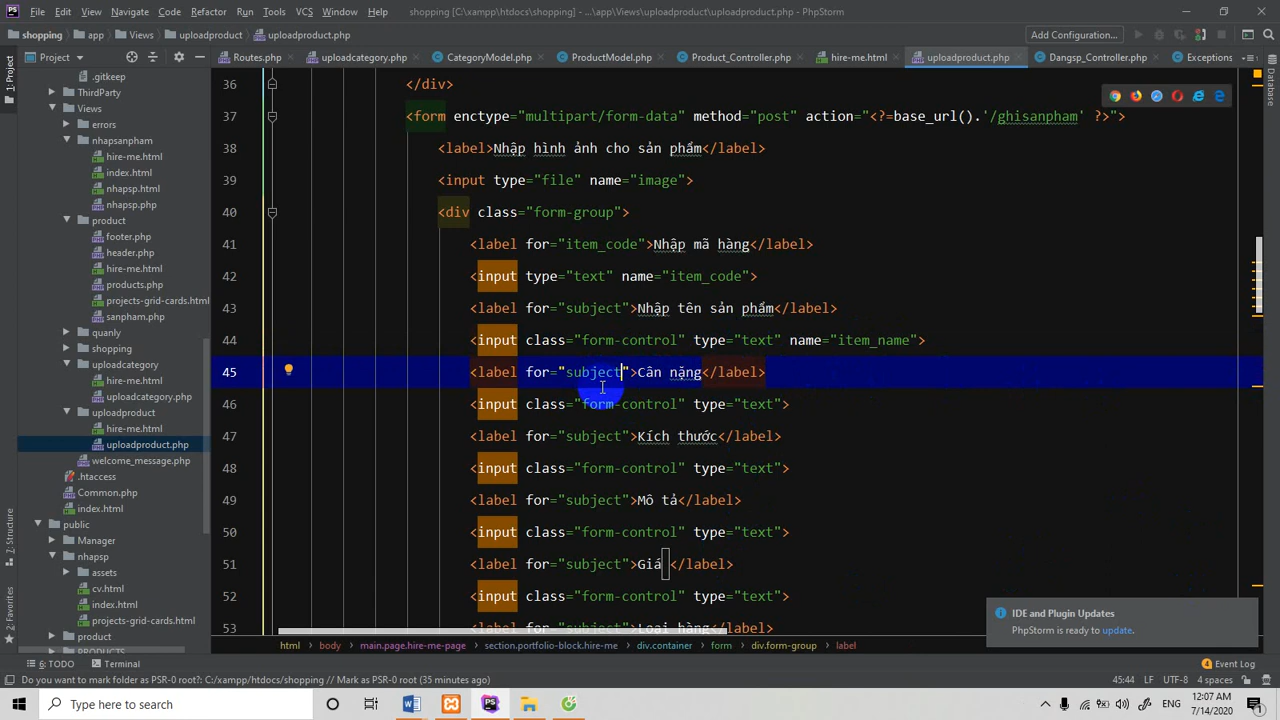 File Edit View Navigate Code Refactor Run Tools VCS Window Help shopping [C:\xampp\htdocs\shopping] - ...\app\Views\uploadproduct.php - PhpStorm
shopping app Views uploadproduct uploadproduct.php Add Configuration...
Project Routes.php uploadcategory.php CategoryModel.php ProductModel.php Product_Controller.php hire-me.html uploadproduct.php Dangsp_Controller.php Exceptions
1: Project
7: Structure
2: Favorites
Database
.gitkeep
ThirdParty
Views
errors
nhapsanpham
hire-me.html
index.html
nhapsp.html
nhapsp.php
product
footer.php
header.php
hire-me.html
products.php
projects-grid-cards.html
sanpham.php
quanly
shopping
uploadcategory
hire-me.html
uploadcategory.php
uploadproduct
hire-me.html
uploadproduct.php
welcome_message.php
.htaccess
Common.php
index.html
public
Manager
nhapsp
assets
cv.html
index.html
projects-grid-cards.html
product
36 </div>
37 <form enctype="multipart/form-data" method="post" action="<?=base_url().'/ghisanpham' ?>">
38 <label>Nhập hình ảnh cho sản phẩm</label>
39 <input type="file" name="image">
40 <div class="form-group">
41 <label for="item_code">Nhập mã hàng</label>
42 <input type="text" name="item_code">
43 <label for="subject">Nhập tên sản phẩm</label>
44 <input class="form-control" type="text" name="item_name">
45 <label for="subject">Cân nặng</label>
46 <input class="form-control" type="text">
47 <label for="subject">Kích thước</label>
48 <input class="form-control" type="text">
49 <label for="subject">Mô tả</label>
50 <input class="form-control" type="text">
51 <label for="subject">Giá </label>
52 <input class="form-control" type="text">
53 <label for="subject">Loại hàng</label>
IDE and Plugin Updates
PhpStorm is ready to update.
html body main.page.hire-me-page section.portfolio-block.hire-me div.container form div.form-group label
6: TODO Terminal Event Log
Do you want to mark folder as PSR-0 root?: C:/xampp/htdocs/shopping // Mark as PSR-0 root (35 minutes ago) 45:44 LF UTF-8 4 spaces
Type here to search ENG 12:07 AM
7/14/2020